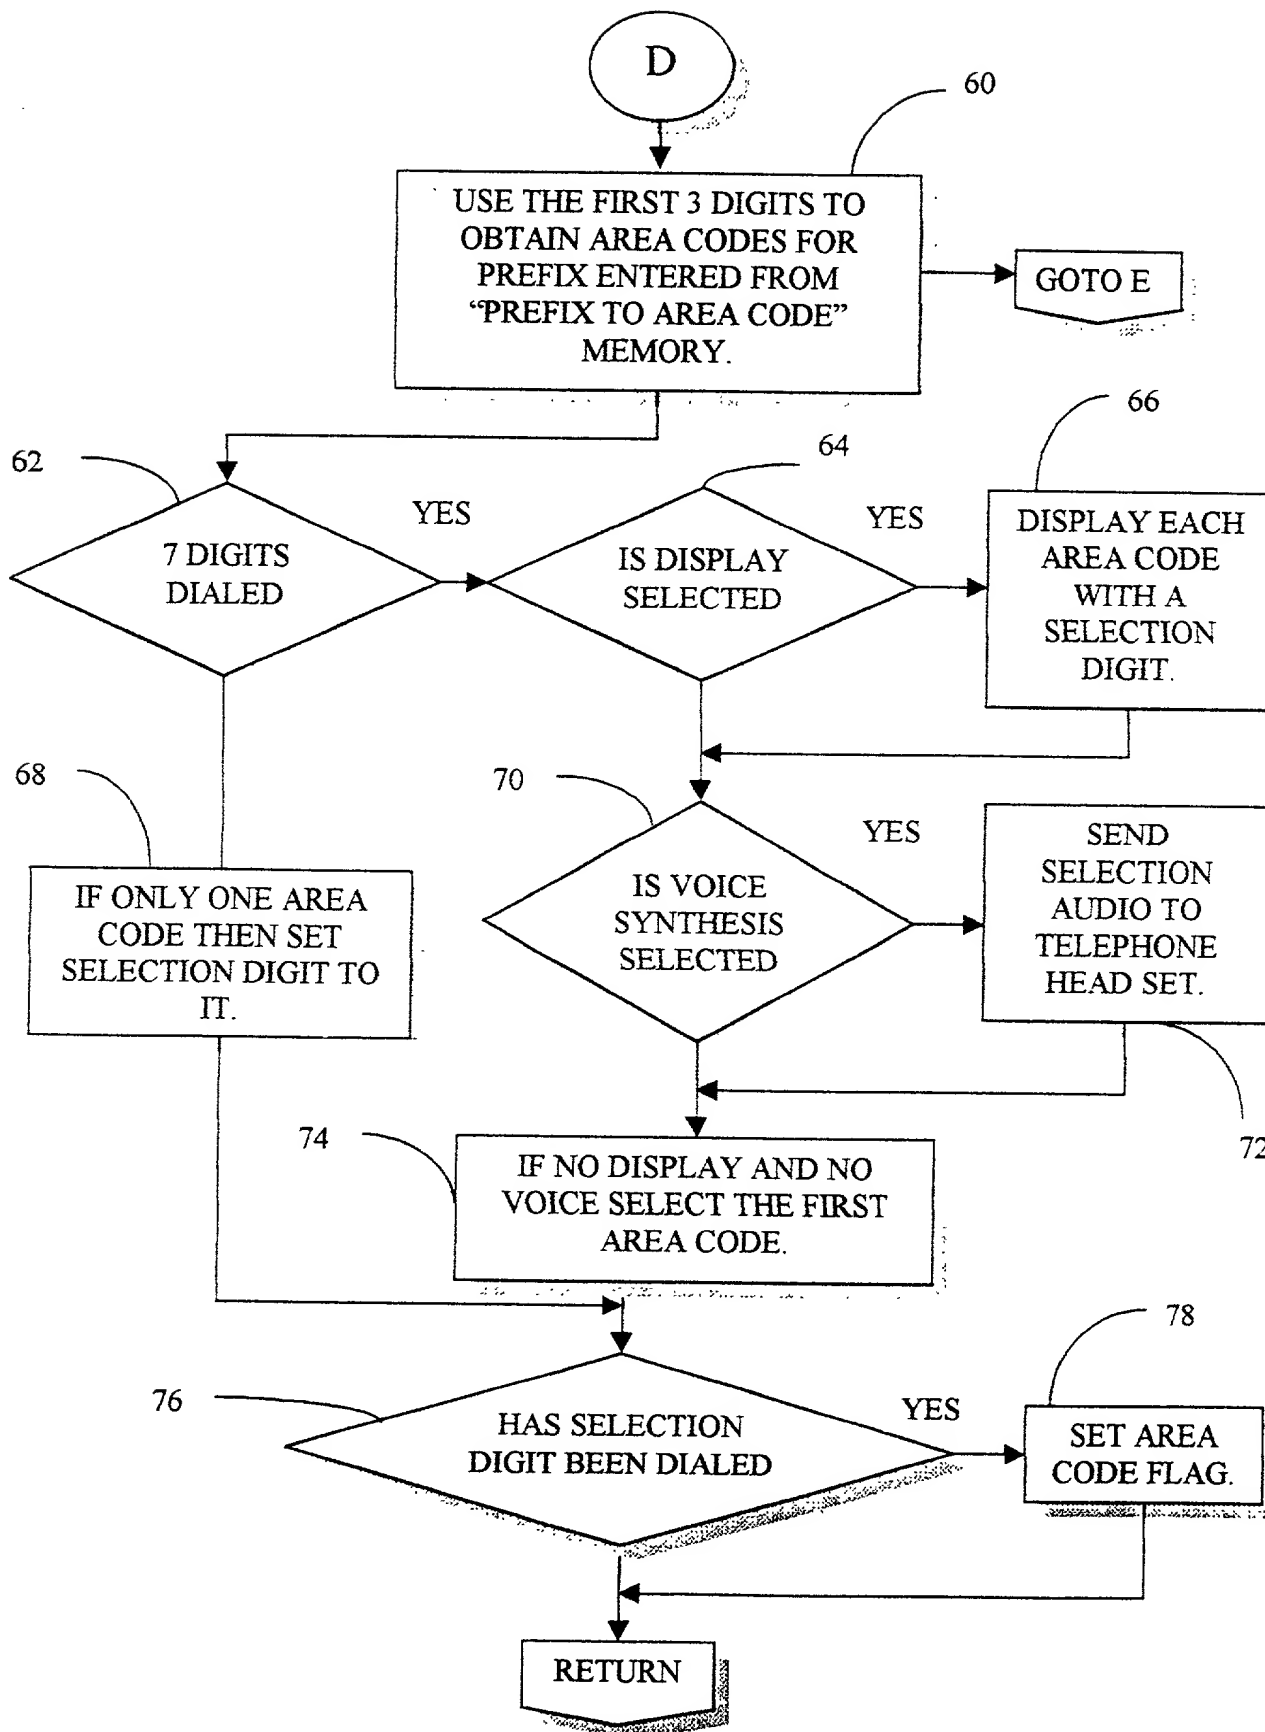 D
60
USE THE FIRST 3 DIGITS TO
OBTAIN AREA CODES FOR
PREFIX ENTERED FROM
“PREFIX TO AREA CODE”
MEMORY.
GOTO E
62
7 DIGITS
DIALED
YES
64
IS DISPLAY
SELECTED
YES
66
DISPLAY EACH
AREA CODE
WITH A
SELECTION
DIGIT.
68
IF ONLY ONE AREA
CODE THEN SET
SELECTION DIGIT TO
IT.
70
IS VOICE
SYNTHESIS
SELECTED
YES
SEND
SELECTION
AUDIO TO
TELEPHONE
HEAD SET.
72
74
IF NO DISPLAY AND NO
VOICE SELECT THE FIRST
AREA CODE.
76
HAS SELECTION
DIGIT BEEN DIALED
YES
78
SET AREA
CODE FLAG.
RETURN